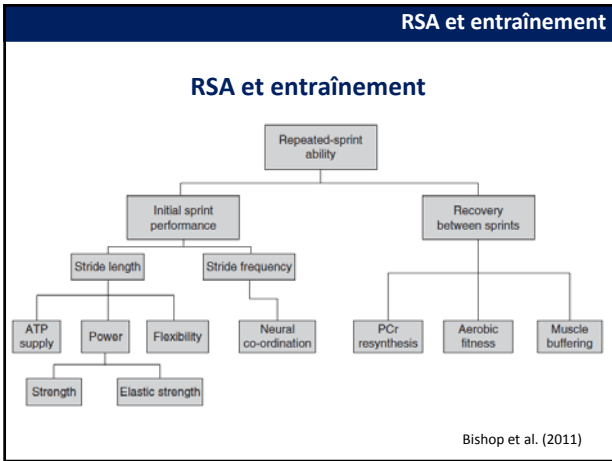 RSA et entraînement
RSA et entraînement
Repeated-sprint
ability
Initial sprint
performance
Recovery
between sprints
Stride length
Stride frequency
ATP
supply
Power
Flexibility
Neural
co-ordination
PCr
resynthesis
Aerobic
fitness
Muscle
buffering
Strength
Elastic strength
Bishop et al. (2011)